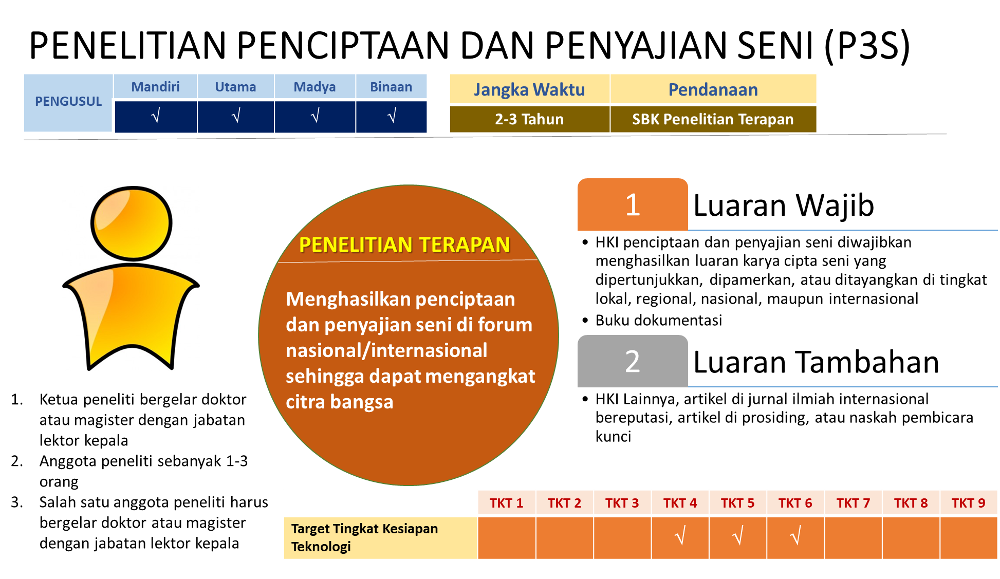 PENELITIAN PENCIPTAAN DAN PENYAJIAN SENI (P3S)
PENGUSUL
Mandiri Utama Madya Binaan
√ √ √ √
Jangka Waktu Pendanaan
2-3 Tahun SBK Penelitian Terapan
1. Ketua peneliti bergelar doktor
atau magister dengan jabatan
lektor kepala
2. Anggota peneliti sebanyak 1-3
orang
3. Salah satu anggota peneliti harus
bergelar doktor atau magister
dengan jabatan lektor kepala
PENELITIAN TERAPAN
Menghasilkan penciptaan
dan penyajian seni di forum
nasional/internasional
sehingga dapat mengangkat
citra bangsa
1 Luaran Wajib
• HKI penciptaan dan penyajian seni diwajibkan
menghasilkan luaran karya cipta seni yang
dipertunjukkan, dipamerkan, atau ditayangkan di tingkat
lokal, regional, nasional, maupun internasional
• Buku dokumentasi
2 Luaran Tambahan
• HKI Lainnya, artikel di jurnal ilmiah internasional
bereputasi, artikel di prosiding, atau naskah pembicara
kunci
TKT 1 TKT 2 TKT 3 TKT 4 TKT 5 TKT 6 TKT 7 TKT 8 TKT 9
Target Tingkat Kesiapan
Teknologi
√ √ √